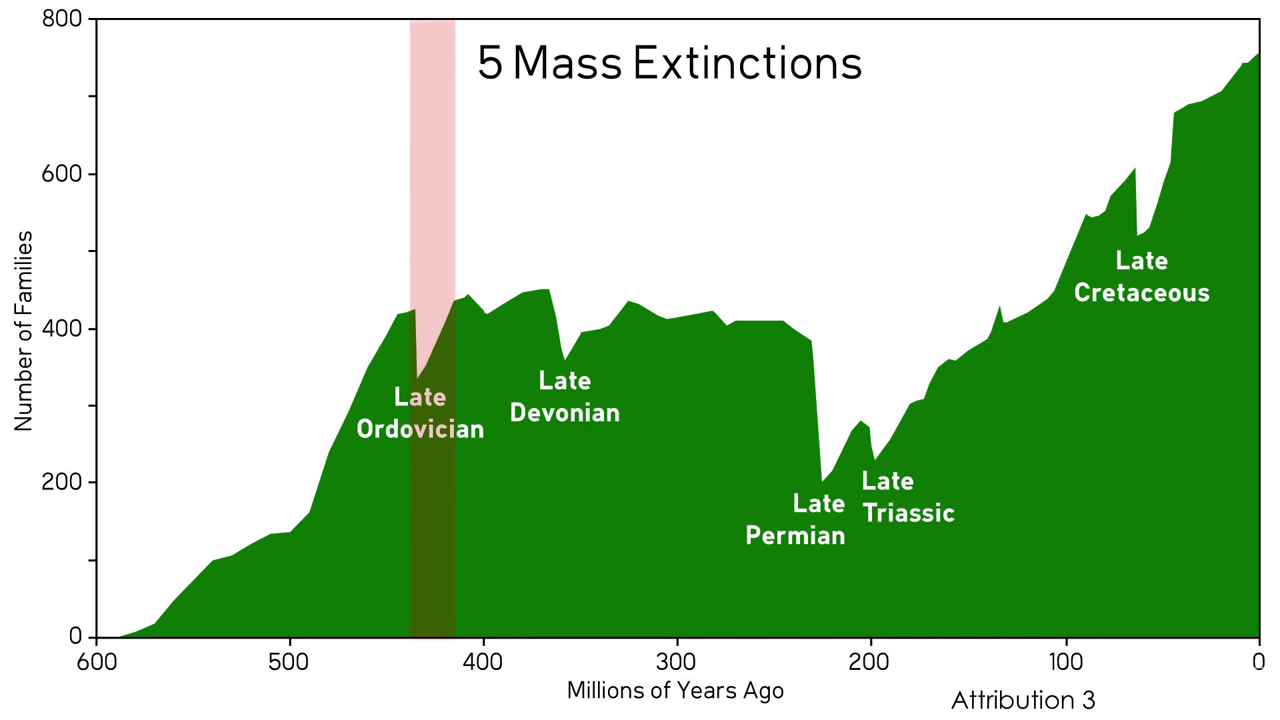 5 Mass Extinctions
Number of Families
800
600
400
200
0
Late
Ordovician
Late
Devonian
Late
Permian
Late
Triassic
Late
Cretaceous
600 500 400 300 200 100 0
Millions of Years Ago
Attribution 3